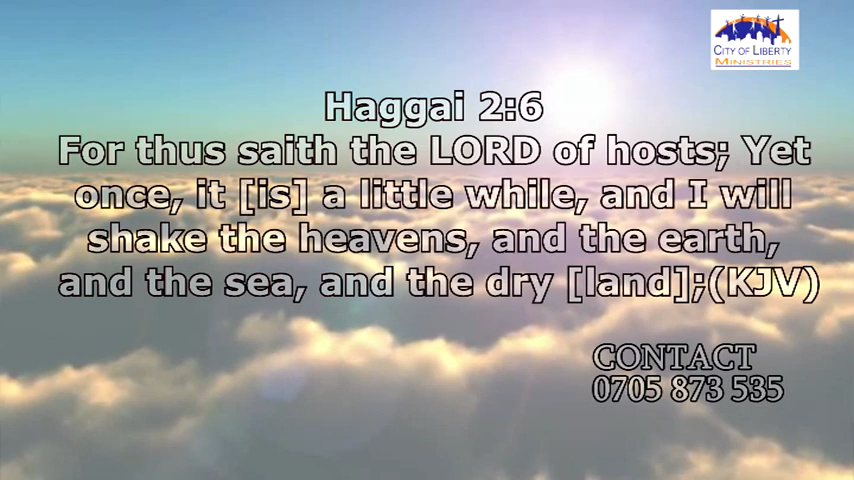 CITY OF LIBERTY
MINISTRIES
Haggai 2:6
For thus saith the LORD of hosts; Yet
once, it [is] a little while, and I will
shake the heavens, and the earth,
and the sea, and the dry [land];(KJV)
CONTACT
0705 873 535